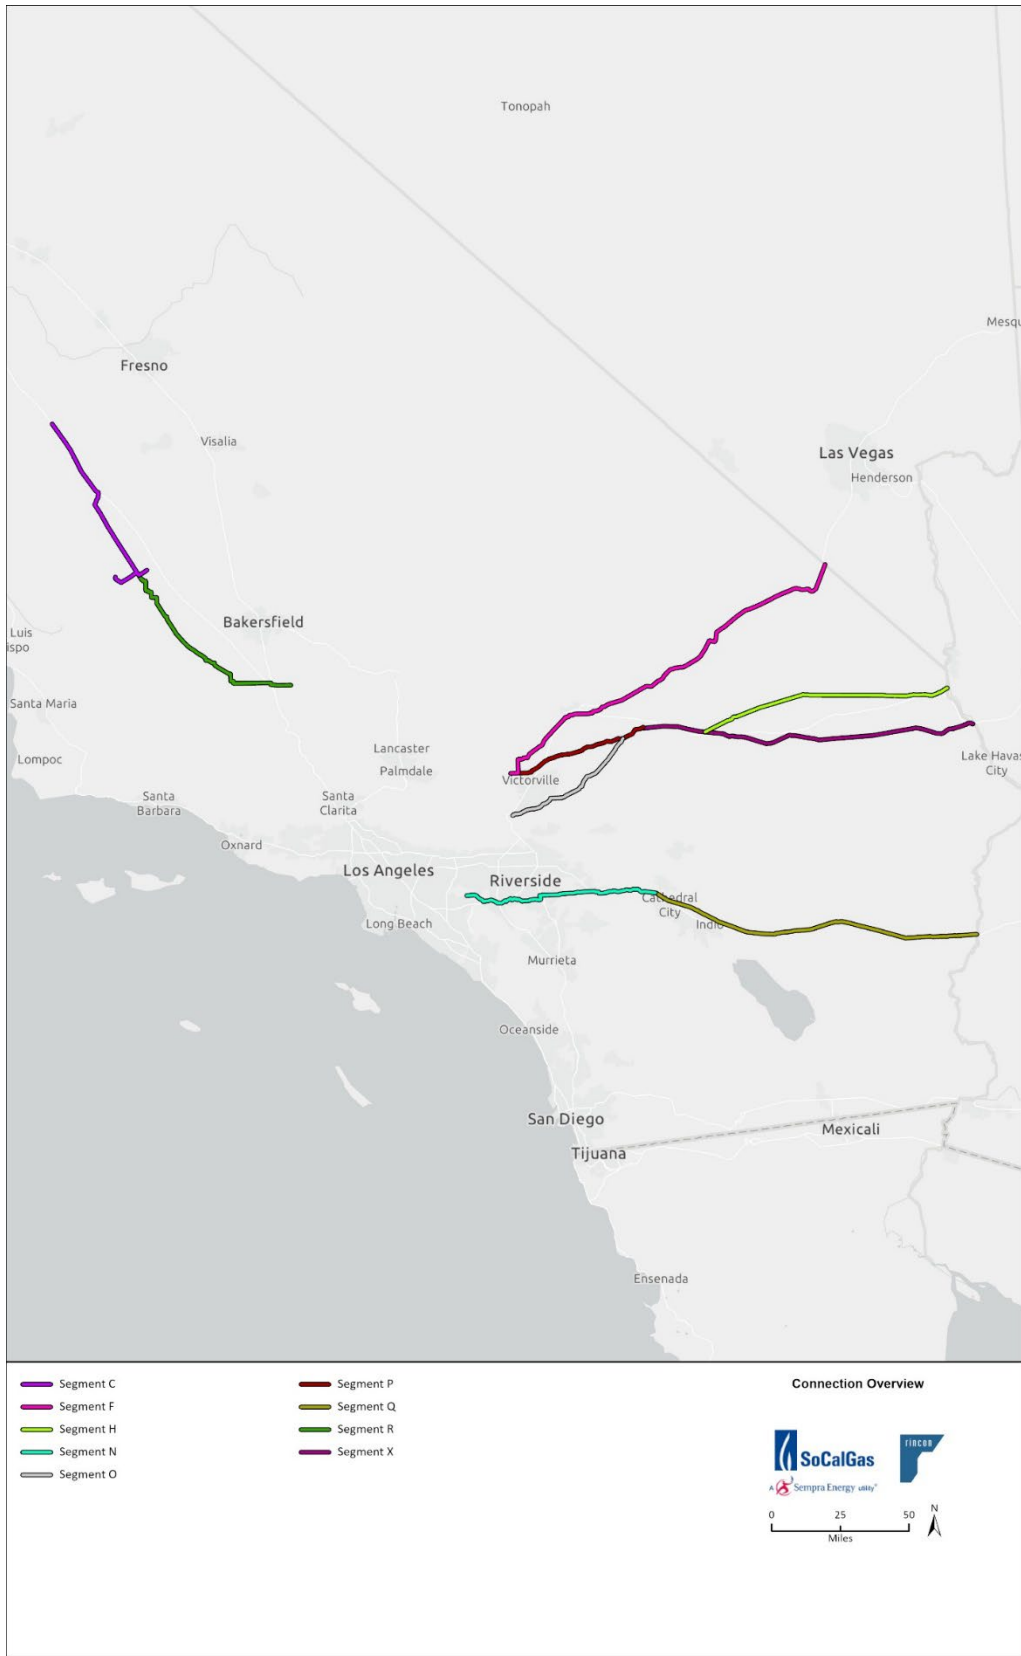 Tonopah
Mesqu
Fresno
Visalia
Las Vegas
Henderson
Bakersfield
Luis
ispo
Santa Maria
Lompoc
Lancaster
Palmdale
Victorville
Lake Havas
City
Santa
Barbara
Santa
Clarita
Oxnard
Los Angeles
Riverside
Long Beach
Cathedral
City
Indio
Murrieta
Oceanside
San Diego
Tijuana
Mexicali
Ensenada
Segment C
Segment F
Segment H
Segment N
Segment O
Segment P
Segment Q
Segment R
Segment X
Connection Overview
SoCalGas
A Sempra Energy utility®
rincon
0 25 50
Miles
N